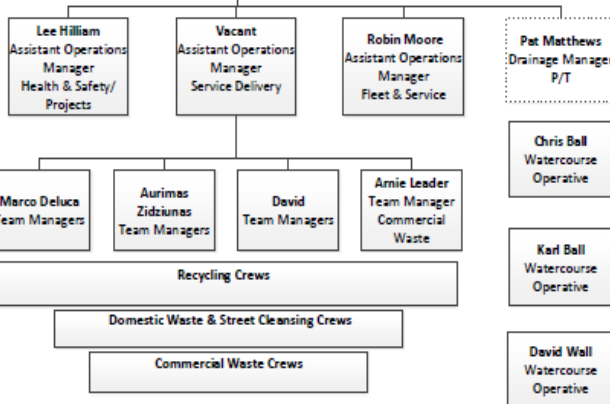 Lee Hilliam
Assistant Operations
Manager
Health & Safety/
Projects
Vacant
Assistant Operations
Manager
Service Delivery
Robin Moore
Assistant Operations
Manager
Fleet & Service
Pat Matthews
Drainage Manager
P/T
Marco Deluca
Team Managers
Aurimas
Zidziunas
Team Managers
David
Team Managers
Arnie Leader
Team Manager
Commercial
Waste
Chris Ball
Watercourse
Operative
Karl Ball
Watercourse
Operative
David Wall
Watercourse
Operative
Recycling Crews
Domestic Waste & Street Cleansing Crews
Commercial Waste Crews